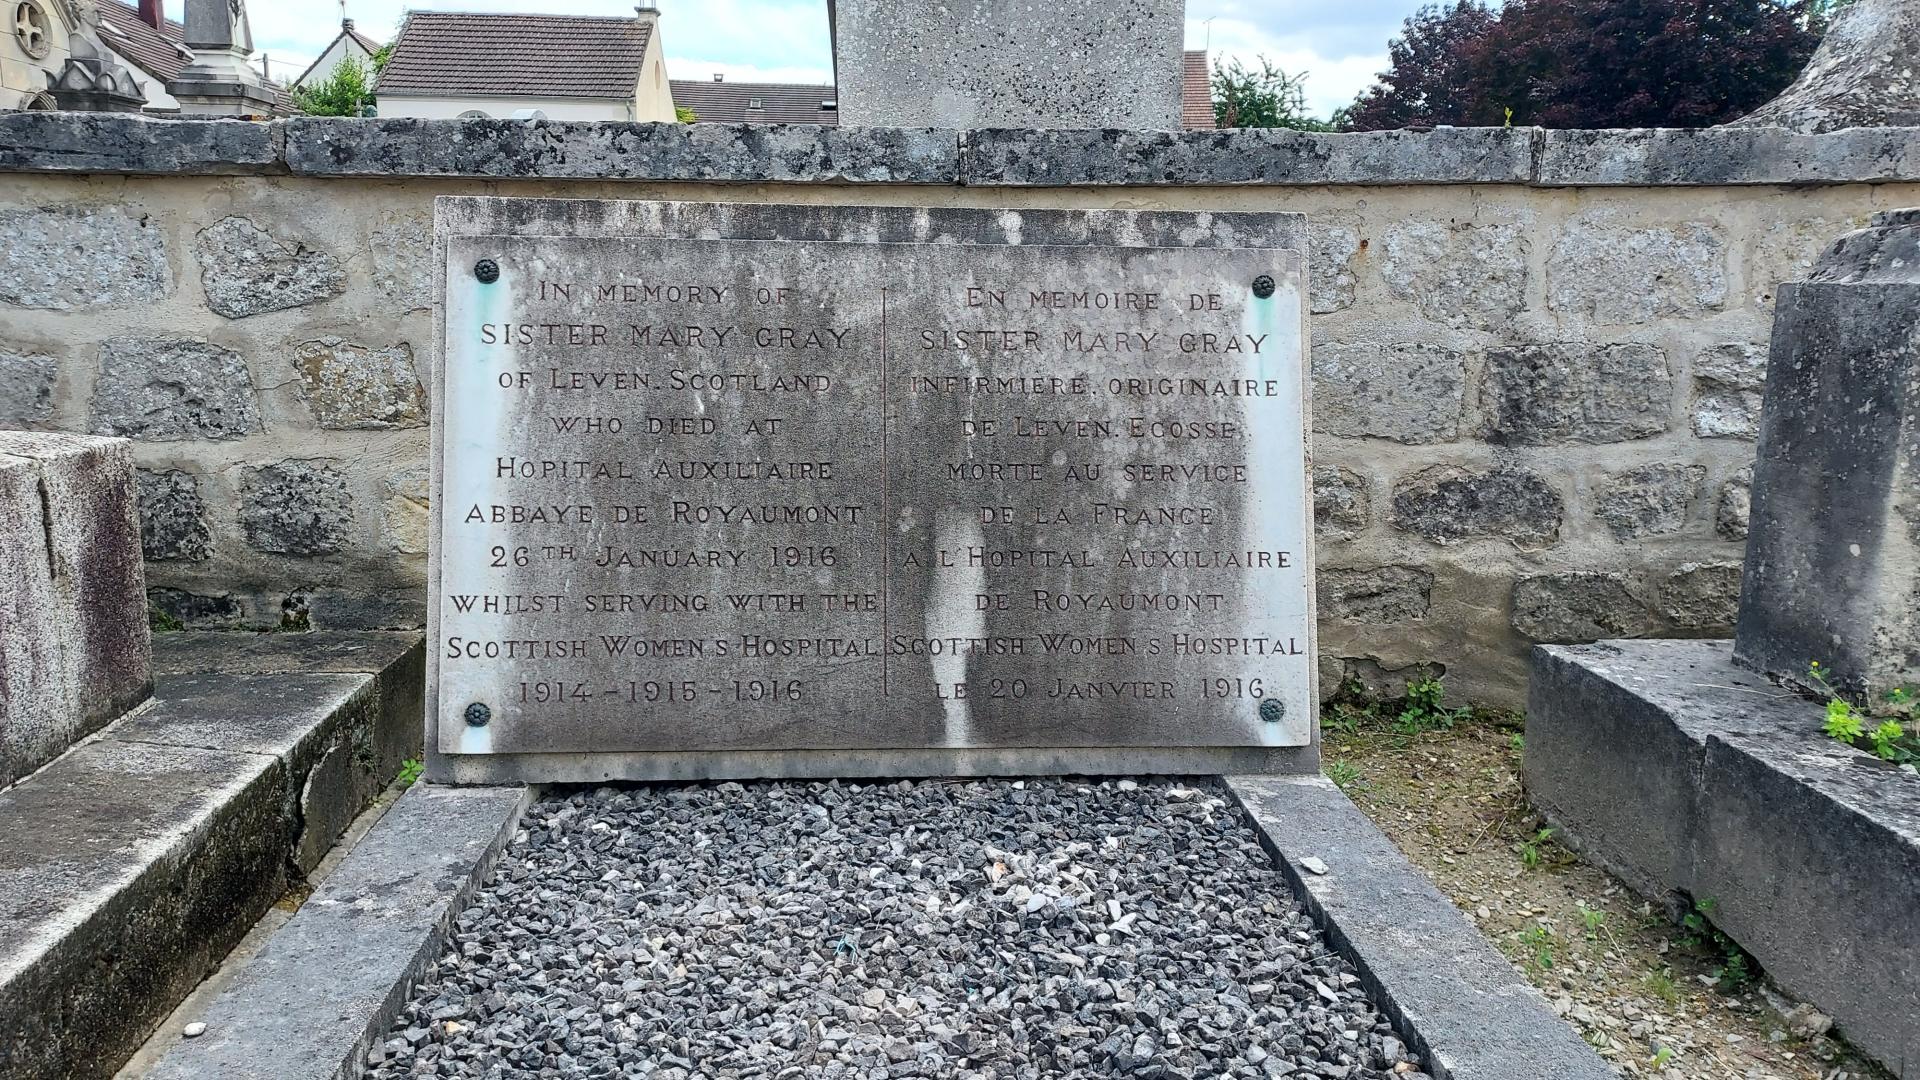 IN MEMORY OF
SISTER MARY GRAY
OF LEVEN. SCOTLAND
WHO DIED AT
HOPITAL AUXILIAIRE
ABBAYE DE ROYAUMONT
26TH JANUARY 1916
WHILST SERVING WITH THE
SCOTTISH WOMEN'S HOSPITAL
1914-1915-1916
EN MEMOIRE DE
SISTER MARY GRAY
INFIRMIERE. ORIGINAIRE
DE LEVEN. ECOSSE
MORTE AU SERVICE
DE LA FRANCE
A L'HOPITAL AUXILIAIRE
DE ROYAUMONT
SCOTTISH WOMEN'S HOSPITAL
LE 20 JANVIER 1916